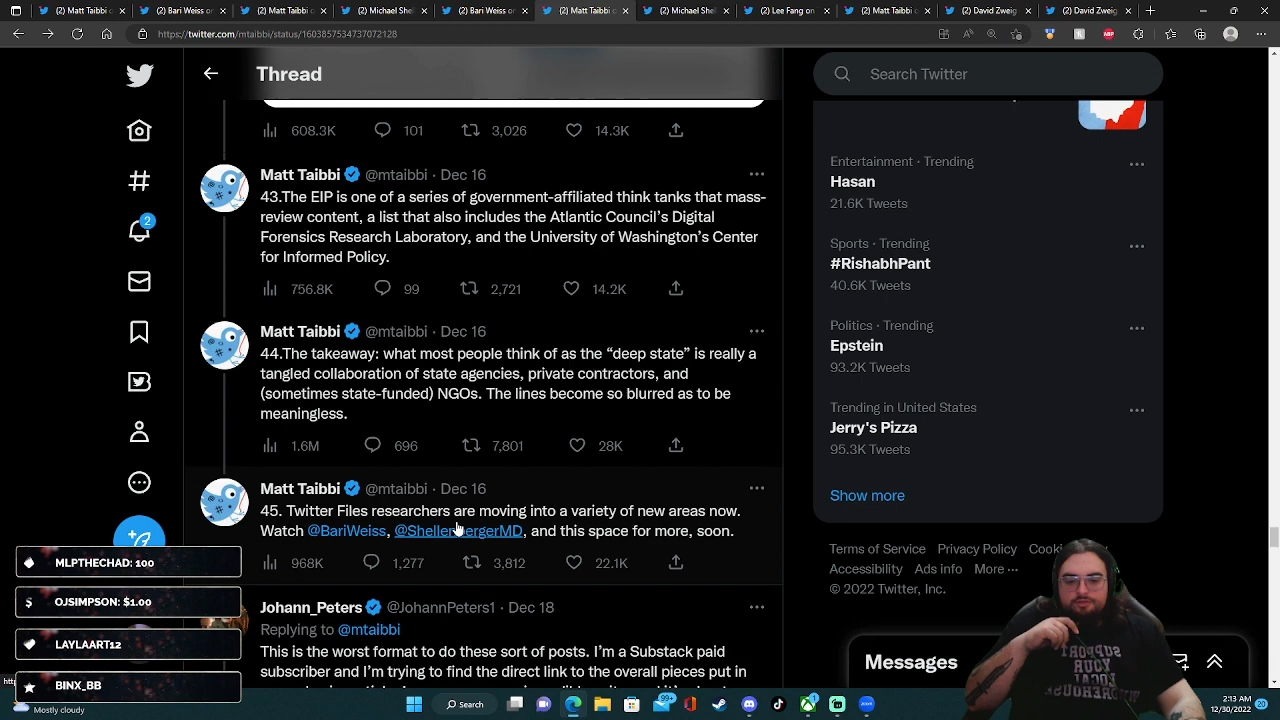 (2) Matt Taibbi o
(2) Bari Weiss or
(2) Matt Taibbi o
(2) Michael Shel
(2) Bari Weiss or
(2) Matt Taibbi o
(2) Michael Shel
(2) Lee Fang on
(2) Matt Taibbi o
(2) David Zweig
(2) David Zweig
https://twitter.com/mtaibbi/status/1603857534737072128
Thread
Search Twitter
608.3K 101 3,026 14.3K
Matt Taibbi @mtaibbi · Dec 16
43.The EIP is one of a series of government-affiliated think tanks that mass-
review content, a list that also includes the Atlantic Council's Digital
Forensics Research Laboratory, and the University of Washington's Center
for Informed Policy.
756.8K 99 2,721 14.2K
Matt Taibbi @mtaibbi · Dec 16
44.The takeaway: what most people think of as the “deep state” is really a
tangled collaboration of state agencies, private contractors, and
(sometimes state-funded) NGOs. The lines become so blurred as to be
meaningless.
1.6M 696 7,801 28K
Matt Taibbi @mtaibbi · Dec 16
45. Twitter Files researchers are moving into a variety of new areas now.
Watch @BariWeiss, @ShellenbergerMD, and this space for more, soon.
968K 1,277 3,812 22.1K
Johann_Peters @JohannPeters1 · Dec 18
Replying to @mtaibbi
This is the worst format to do these sort of posts. I'm a Substack paid
subscriber and I'm trying to find the direct link to the overall pieces put in
Entertainment · Trending
Hasan
21.6K Tweets
Sports · Trending
#RishabhPant
40.6K Tweets
Politics · Trending
Epstein
93.2K Tweets
Trending in United States
Jerry's Pizza
95.3K Tweets
Show more
Terms of Service Privacy Policy Cooki
Accessibility Ads info More ···
© 2022 Twitter, Inc.
Messages
2
MLPTHECHAD: 100
OJSIMPSON: $1.00
LAYLAART12
BINX_BB
SUPPORT
YOUR
LOCAL
Mostly cloudy
Search
99+
1
2:13 AM
12/30/2022
20